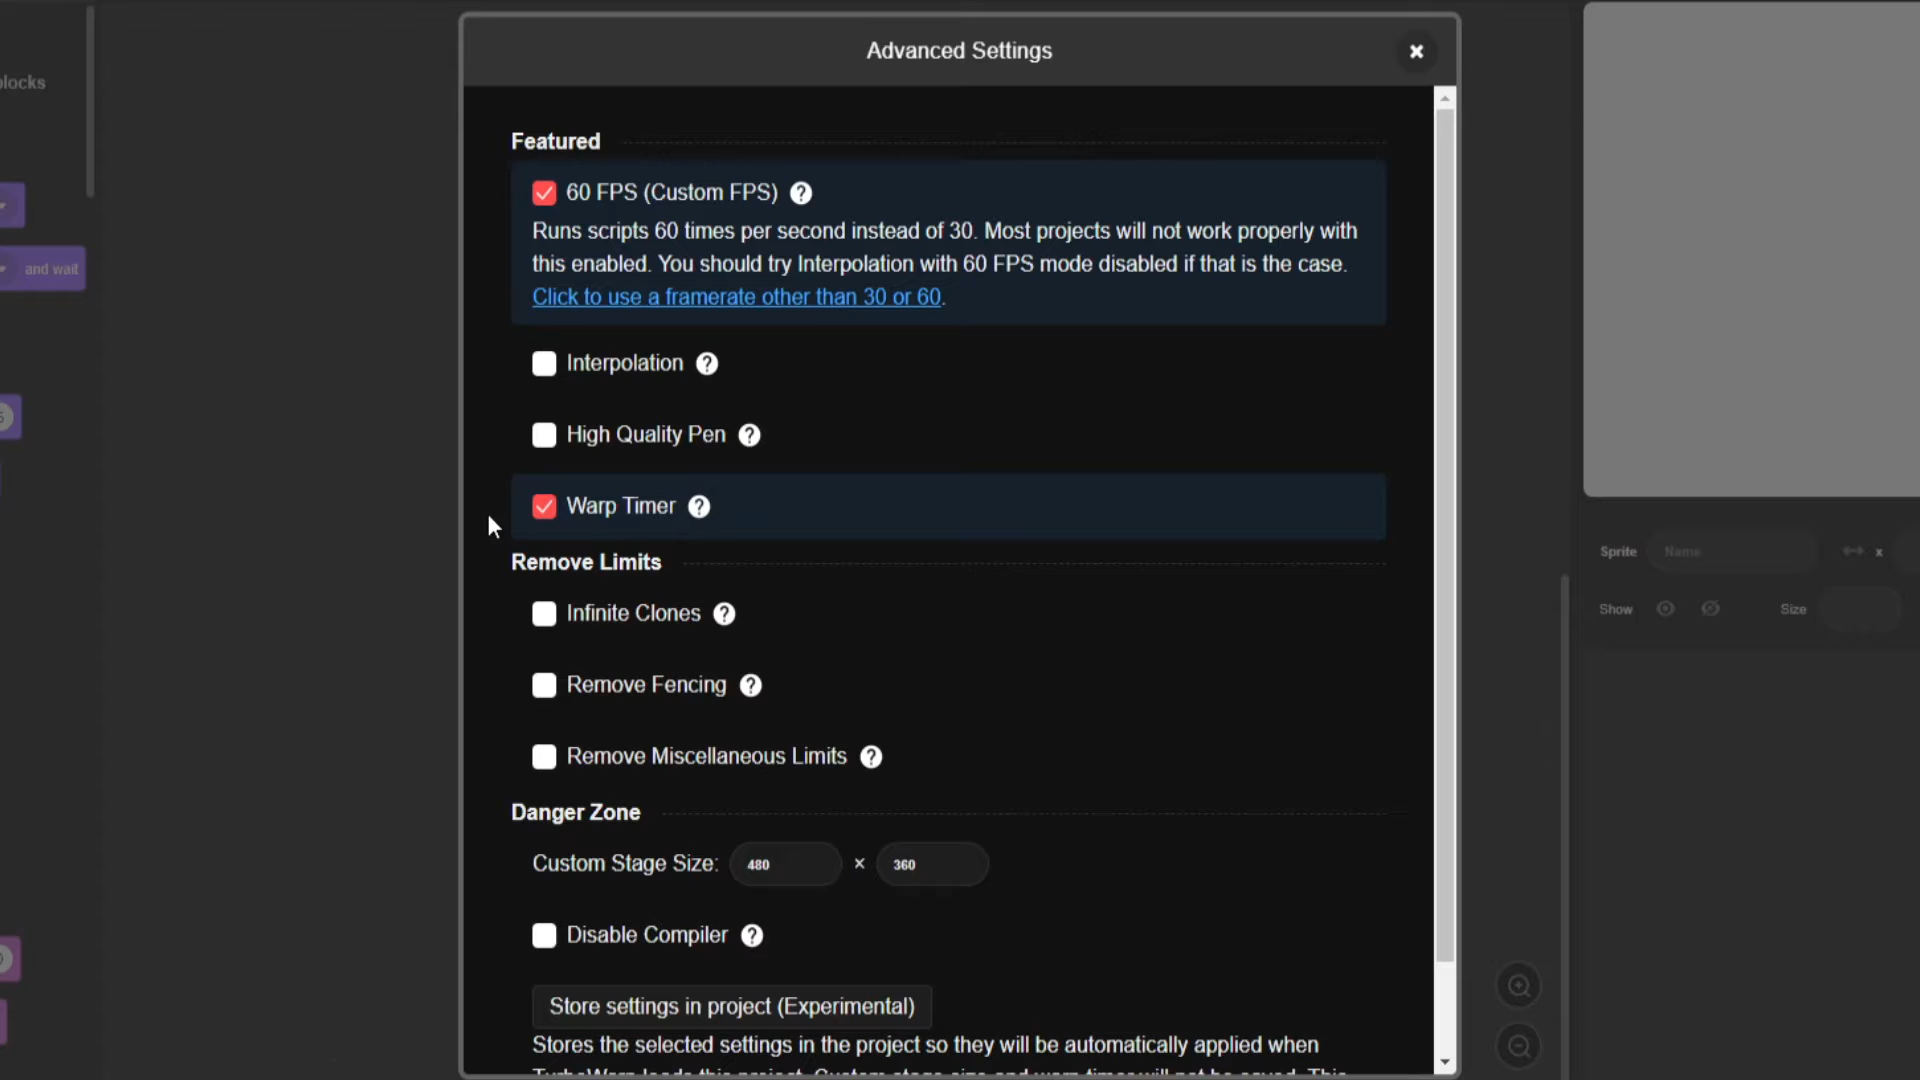 Advanced Settings
locks
Featured
60 FPS (Custom FPS) ?
Runs scripts 60 times per second instead of 30. Most projects will not work properly with
this enabled. You should try Interpolation with 60 FPS mode disabled if that is the case.
Click to use a framerate other than 30 or 60.
and wait
Interpolation ?
High Quality Pen ?
Warp Timer ?
Sprite Name x
Remove Limits
Infinite Clones ?
Show Size
Remove Fencing ?
Remove Miscellaneous Limits ?
Danger Zone
Custom Stage Size: 480 × 360
Disable Compiler ?
Store settings in project (Experimental)
Stores the selected settings in the project so they will be automatically applied when